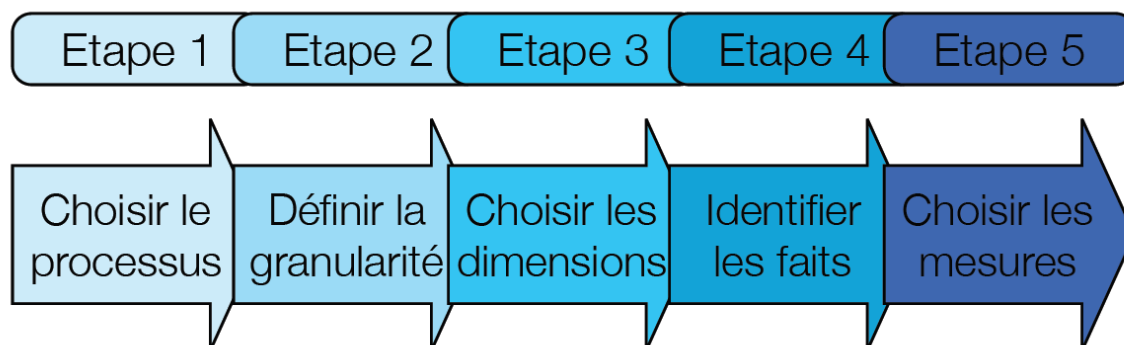 Etape 1
Etape 2
Etape 3
Etape 4
Etape 5
Choisir le
processus
Définir la
granularité
Choisir les
dimensions
Identifier
les faits
Choisir les
mesures